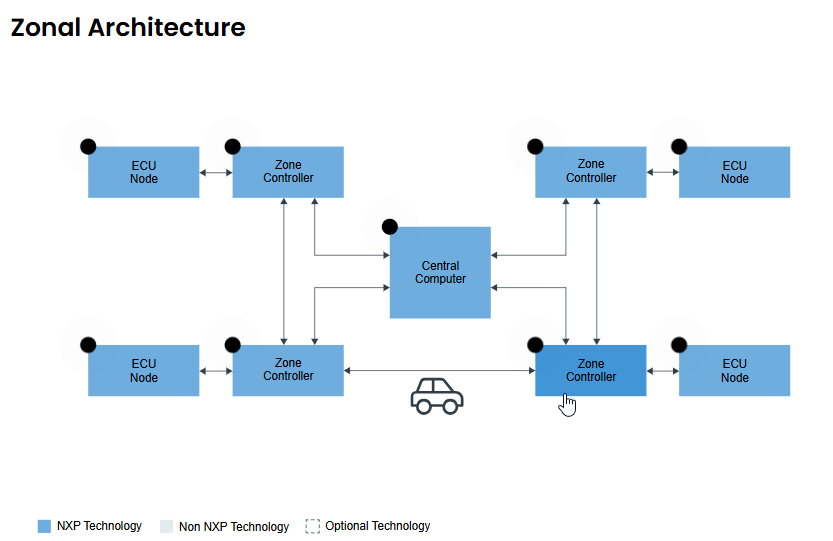 Zonal Architecture
ECU
Node
Zone
Controller
Zone
Controller
ECU
Node
Central
Computer
ECU
Node
Zone
Controller
Zone
Controller
ECU
Node
NXP Technology
Non NXP Technology
Optional Technology